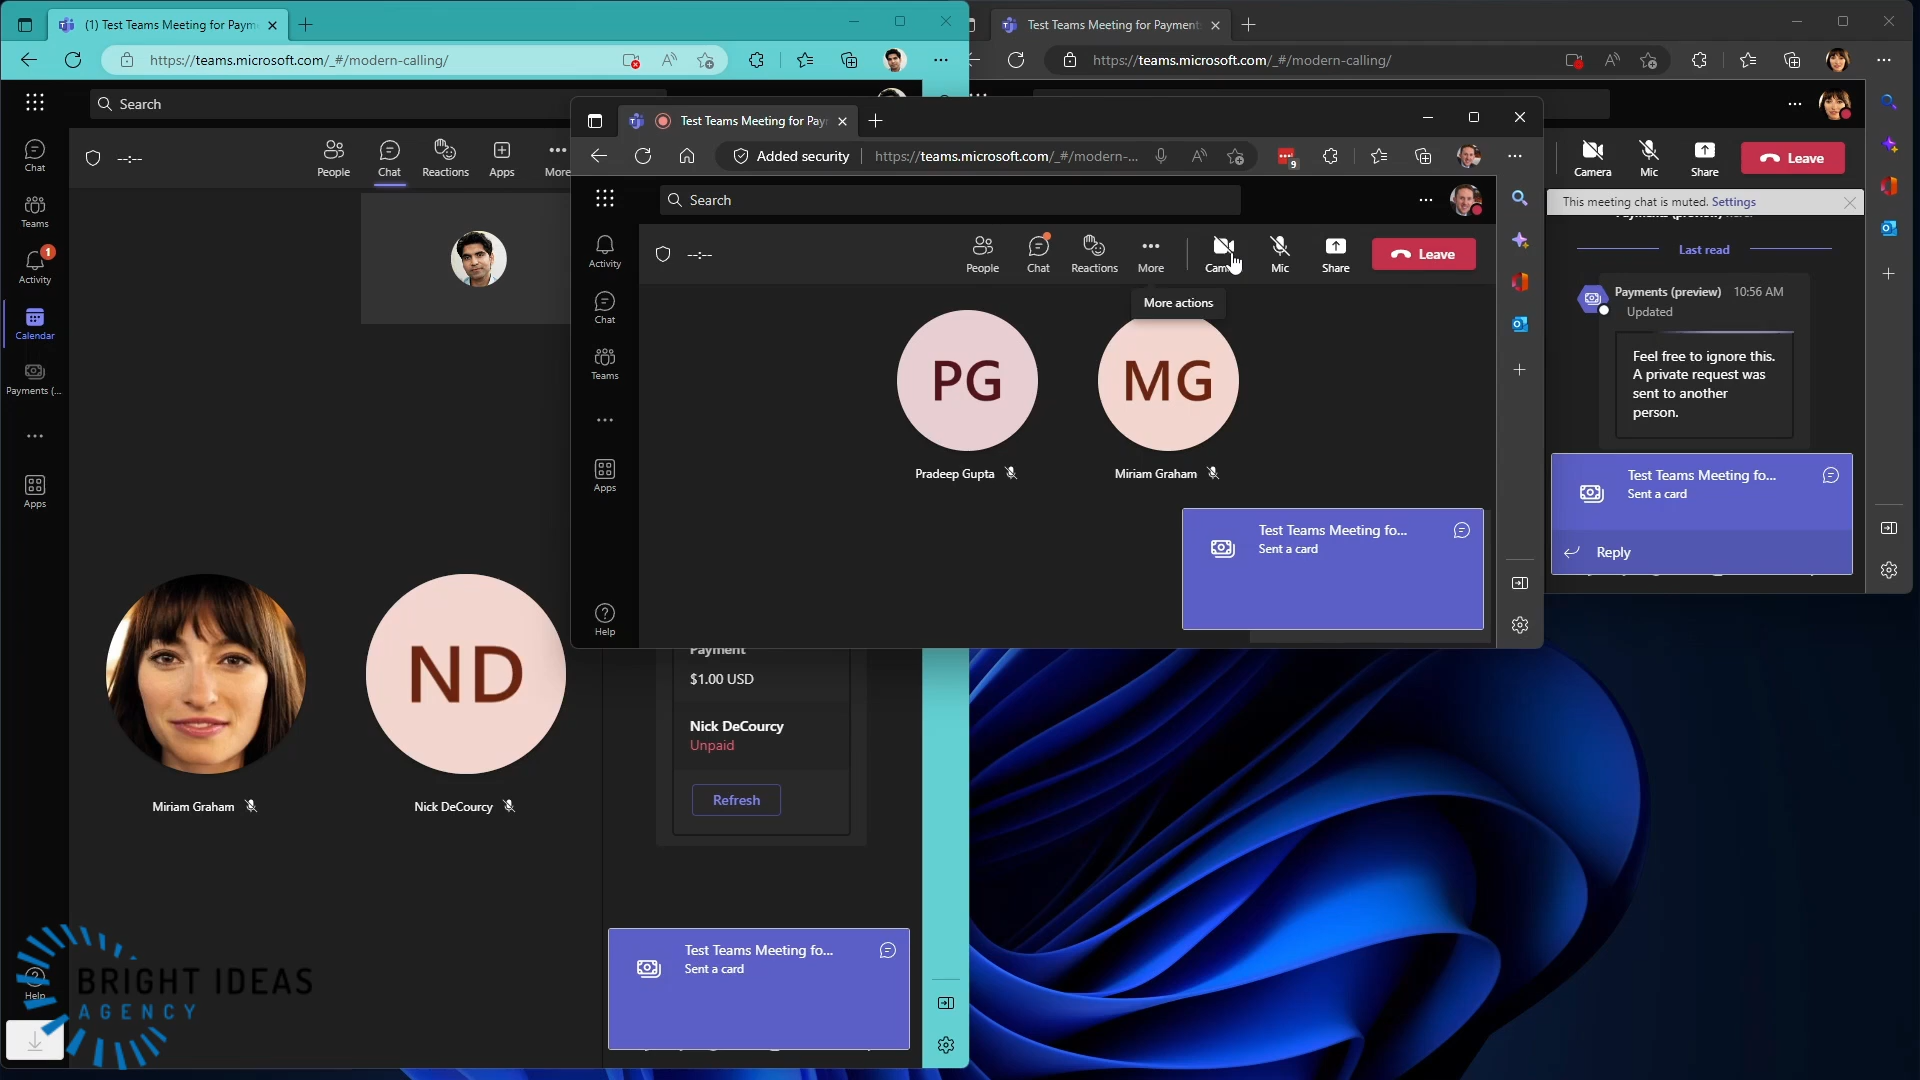 (1) Test Teams Meeting for Paym
https://teams.microsoft.com/_#/modern-calling/
Search
Chat
Teams
1
Activity
Calendar
Payments (...
Apps
Help
--:--
People
Chat
Reactions
Apps
More
Miriam Graham
ND
Nick DeCourcy
Payment
$1.00 USD
Nick DeCourcy
Unpaid
Refresh
Test Teams Meeting fo...
Sent a card
BRIGHT IDEAS
AGENCY
Test Teams Meeting for Pay
Added security
https://teams.microsoft.com/_#/modern-...
9
Search
Activity
Chat
Teams
Apps
Help
--:--
People
Chat
Reactions
More
Mic
Share
Leave
More actions
PG
MG
Pradeep Gupta
Miriam Graham
Test Teams Meeting fo...
Sent a card
Test Teams Meeting for Payment
https://teams.microsoft.com/_#/modern-calling/
Camera
Mic
Share
Leave
This meeting chat is muted. Settings
Last read
Payments (preview) 10:56 AM
Updated
Feel free to ignore this.
A private request was
sent to another
person.
Test Teams Meeting fo...
Sent a card
Reply